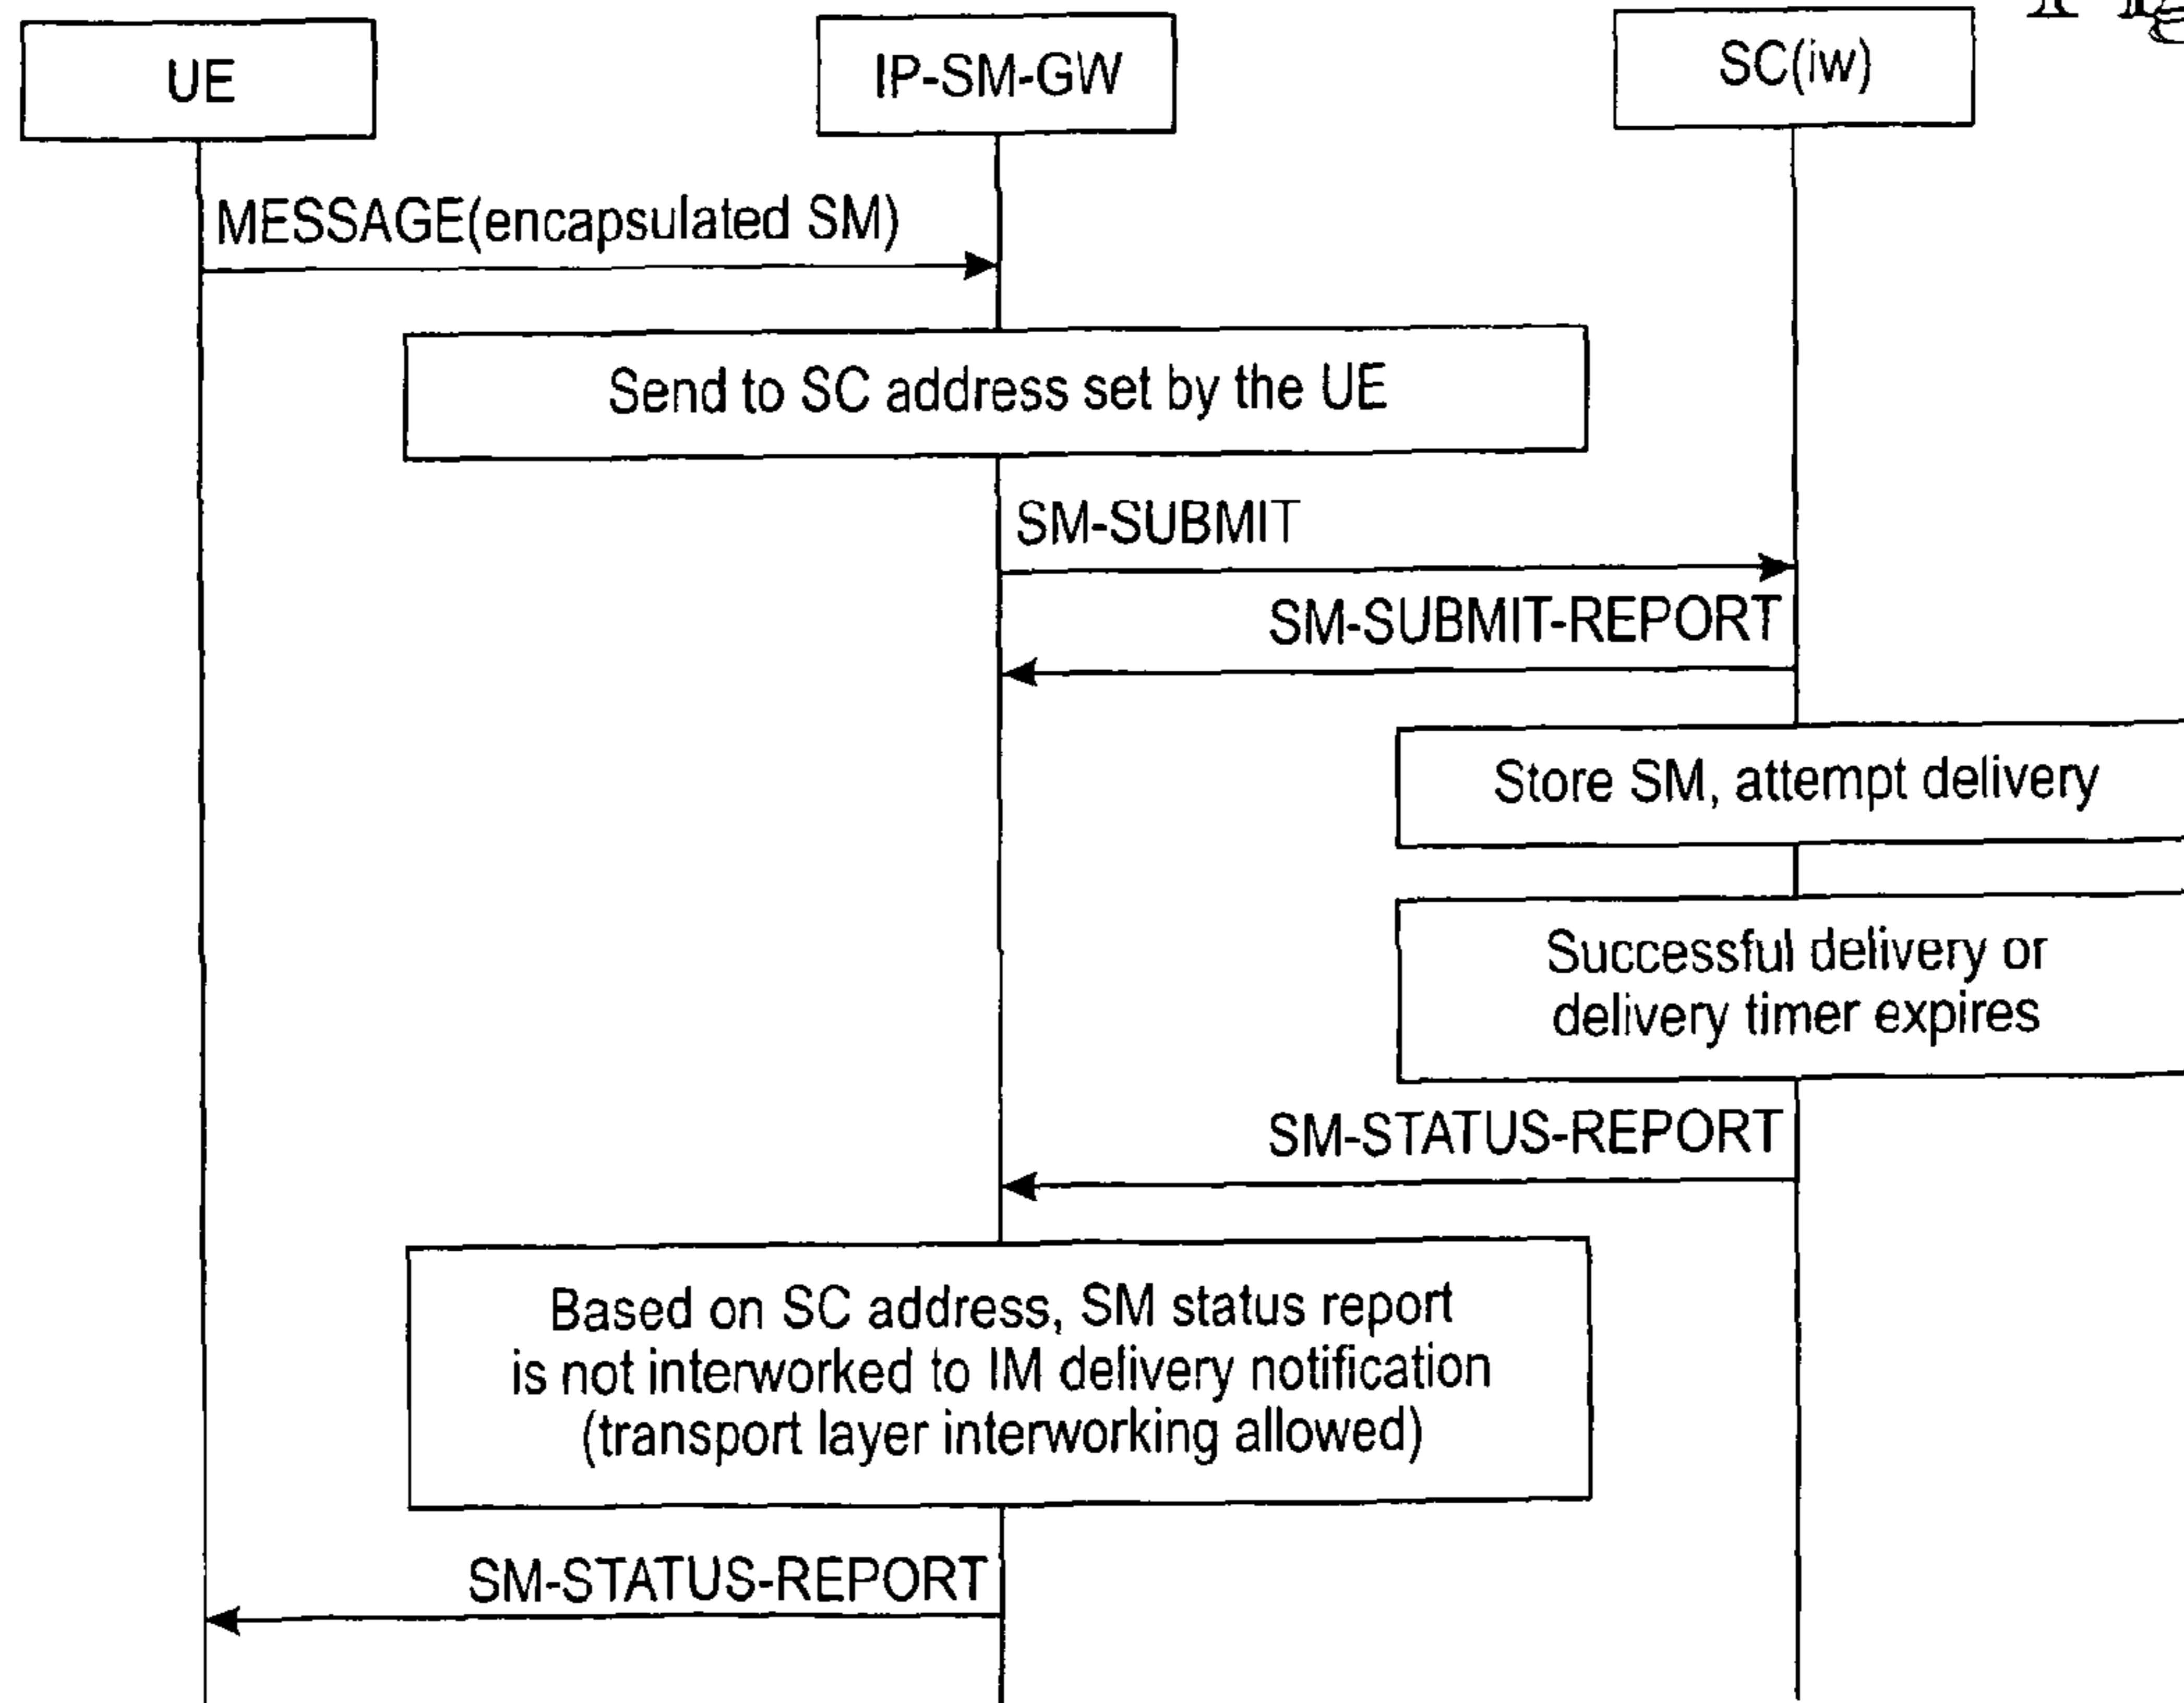 UE
IP-SM-GW
SC(iw)
MESSAGE(encapsulated SM)
Send to SC address set by the UE
SM-SUBMIT
SM-SUBMIT-REPORT
Store SM, attempt delivery
Successful delivery or
delivery timer expires
SM-STATUS-REPORT
Based on SC address, SM status report
is not interworked to IM delivery notification
(transport layer interworking allowed)
SM-STATUS-REPORT